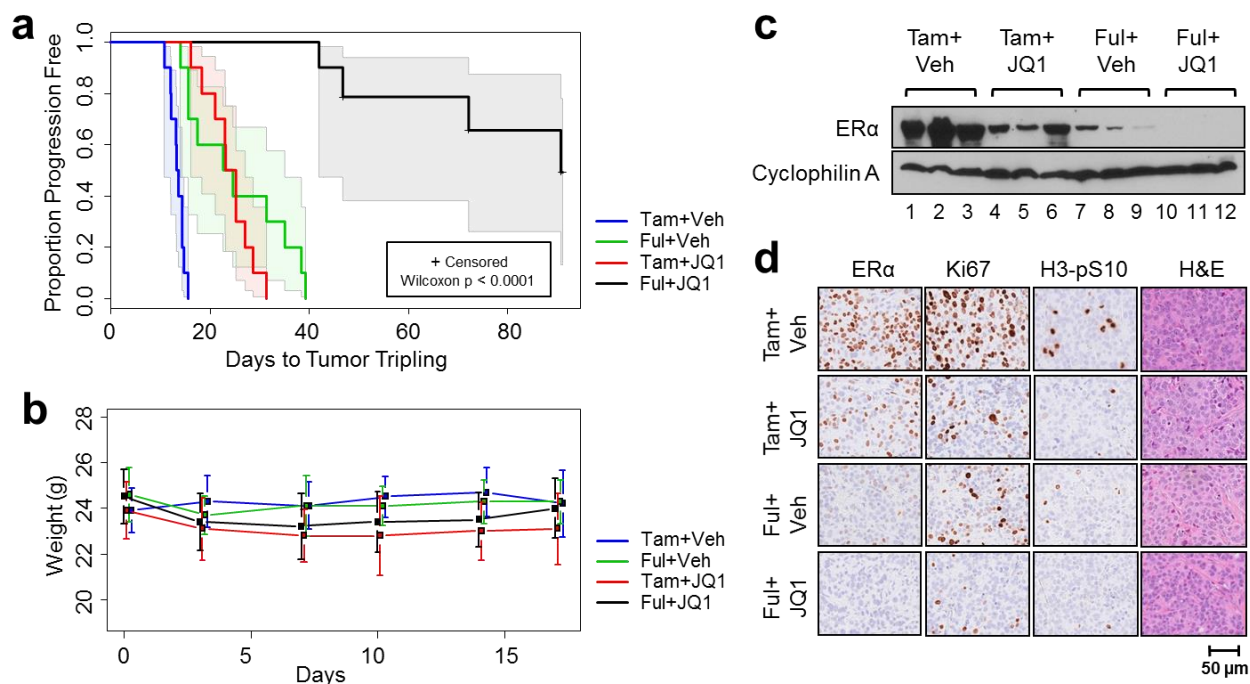 a
Proportion Progression Free
1.0
0.8
0.6
0.4
0.2
0.0
0
20
40
60
80
Days to Tumor Tripling
+ Censored
Wilcoxon p < 0.0001
Tam+Veh
Ful+Veh
Tam+JQ1
Ful+JQ1
b
Weight (g)
28
26
24
22
20
0
5
10
15
Days
Tam+Veh
Ful+Veh
Tam+JQ1
Ful+JQ1
c
Tam+
Veh
Tam+
JQ1
Ful+
Veh
Ful+
JQ1
ERα
Cyclophilin A
1 2 3 4 5 6 7 8 9 10 11 12
d
ERα Ki67 H3-pS10 H&E
Tam+
Veh
Tam+
JQ1
Ful+
Veh
Ful+
JQ1
50 µm